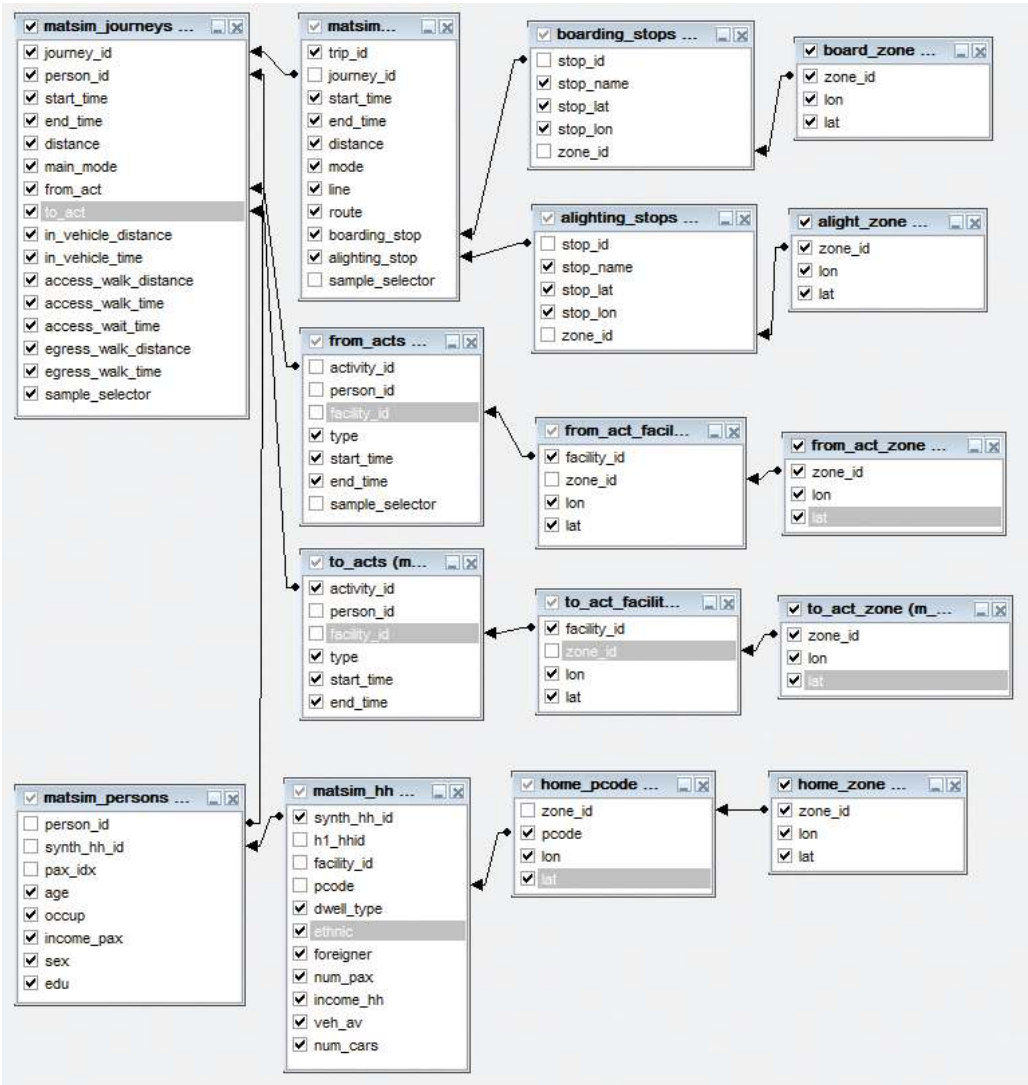 matsim_journeys ...
journey_id
person_id
start_time
end_time
distance
main_mode
from_act
to_act
in_vehicle_distance
in_vehicle_time
access_walk_distance
access_walk_time
access_wait_time
egress_walk_distance
egress_walk_time
sample_selector
matsim...
trip_id
journey_id
start_time
end_time
distance
mode
line
route
boarding_stop
alighting_stop
sample_selector
boarding_stops ...
stop_id
stop_name
stop_lat
stop_lon
zone_id
board_zone ...
zone_id
lon
lat
alighting_stops ...
stop_id
stop_name
stop_lat
stop_lon
zone_id
alight_zone ...
zone_id
lon
lat
from_acts ...
activity_id
person_id
facility_id
type
start_time
end_time
sample_selector
from_act_facil...
facility_id
zone_id
lon
lat
from_act_zone ...
zone_id
lon
lat
to_acts (m...
activity_id
person_id
facility_id
type
start_time
end_time
to_act_facilit...
facility_id
zone_id
lon
lat
to_act_zone (m_...
zone_id
lon
lat
matsim_persons ...
person_id
synth_hh_id
pax_idx
age
occup
income_pax
sex
edu
matsim_hh ...
synth_hh_id
h1_hhid
facility_id
pcode
dwell_type
ethnic
foreigner
num_pax
income_hh
veh_av
num_cars
home_pcode ...
zone_id
pcode
lon
lat
home_zone ...
zone_id
lon
lat